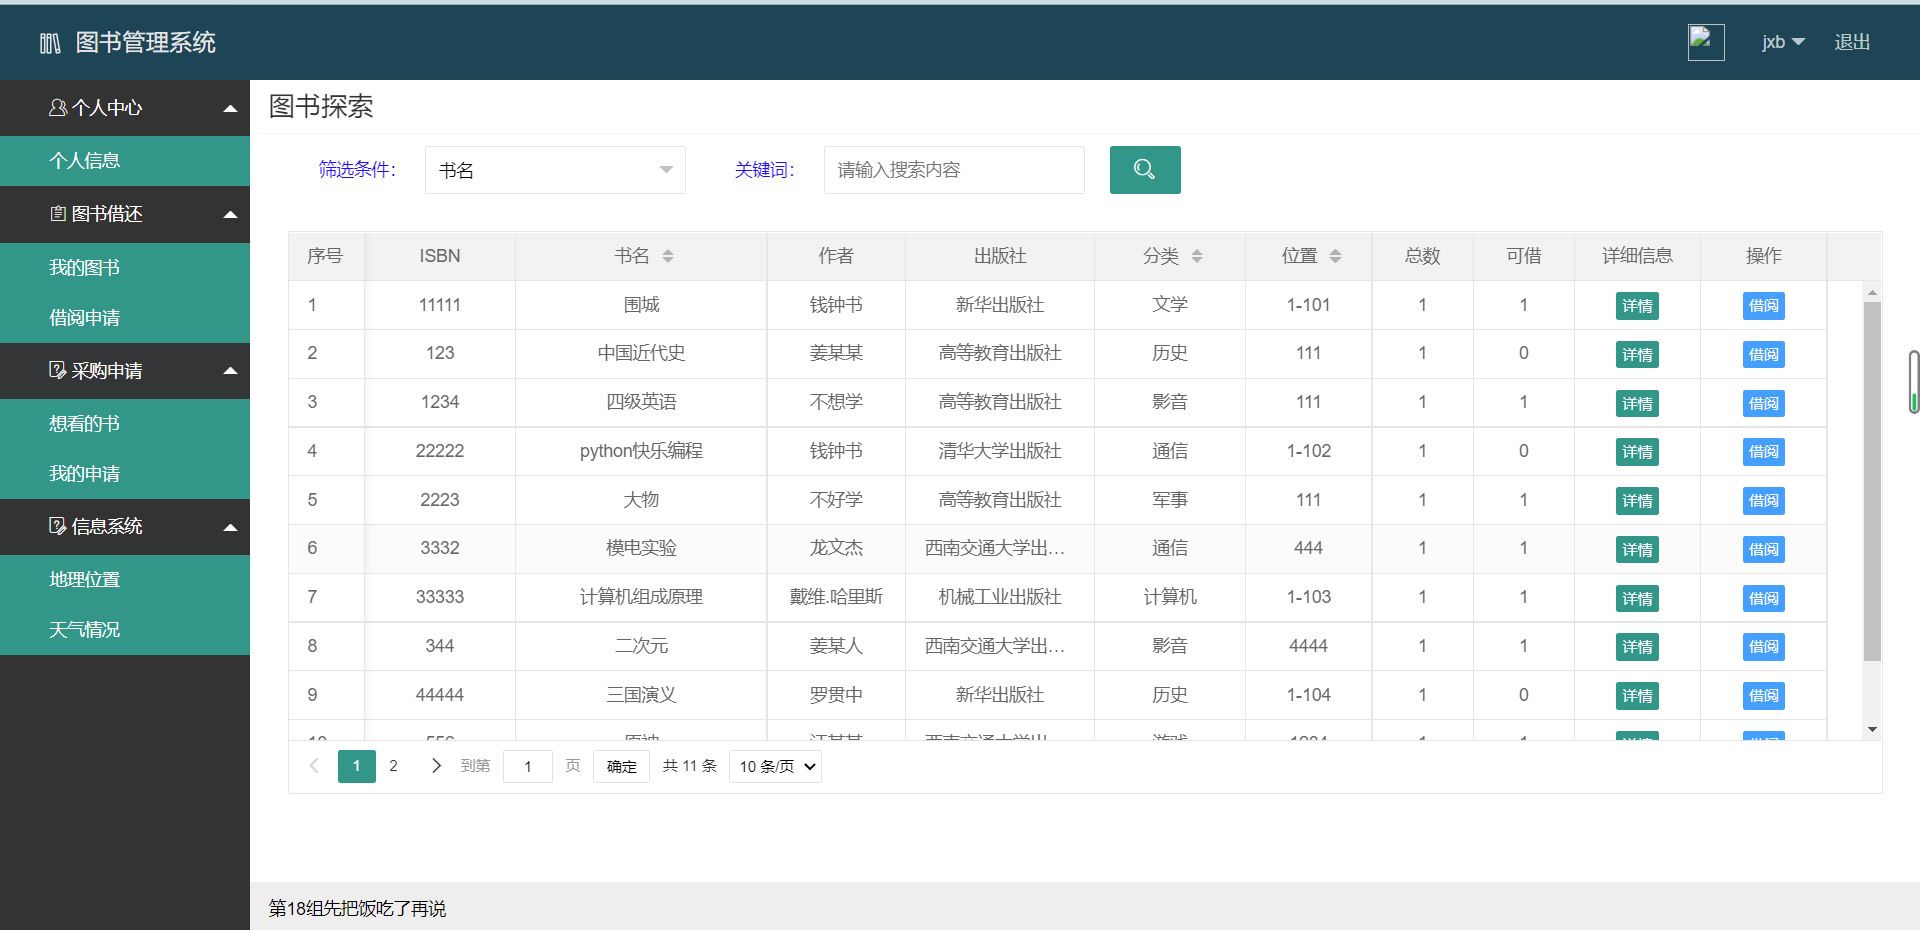 图书管理系统
jxb
退出
个人中心
个人信息
图书借还
我的图书
借阅申请
采购申请
想看的书
我的申请
信息系统
地理位置
天气情况
图书探索
筛选条件： 书名 关键词： 请输入搜索内容
序号 ISBN 书名 作者 出版社 分类 位置 总数 可借 详细信息 操作
1 11111 围城 钱钟书 新华出版社 文学 1-101 1 1 详情 借阅
2 123 中国近代史 姜某某 高等教育出版社 历史 111 1 0 详情 借阅
3 1234 四级英语 不想学 高等教育出版社 影音 111 1 1 详情 借阅
4 22222 python快乐编程 钱钟书 清华大学出版社 通信 1-102 1 0 详情 借阅
5 2223 大物 不好学 高等教育出版社 军事 111 1 1 详情 借阅
6 3332 模电实验 龙文杰 西南交通大学出… 通信 444 1 1 详情 借阅
7 33333 计算机组成原理 戴维.哈里斯 机械工业出版社 计算机 1-103 1 1 详情 借阅
8 344 二次元 姜某人 西南交通大学出… 影音 4444 1 1 详情 借阅
9 44444 三国演义 罗贯中 新华出版社 历史 1-104 1 0 详情 借阅
1 2 到第 1 页 确定 共 11 条 10 条/页
第18组先把饭吃了再说